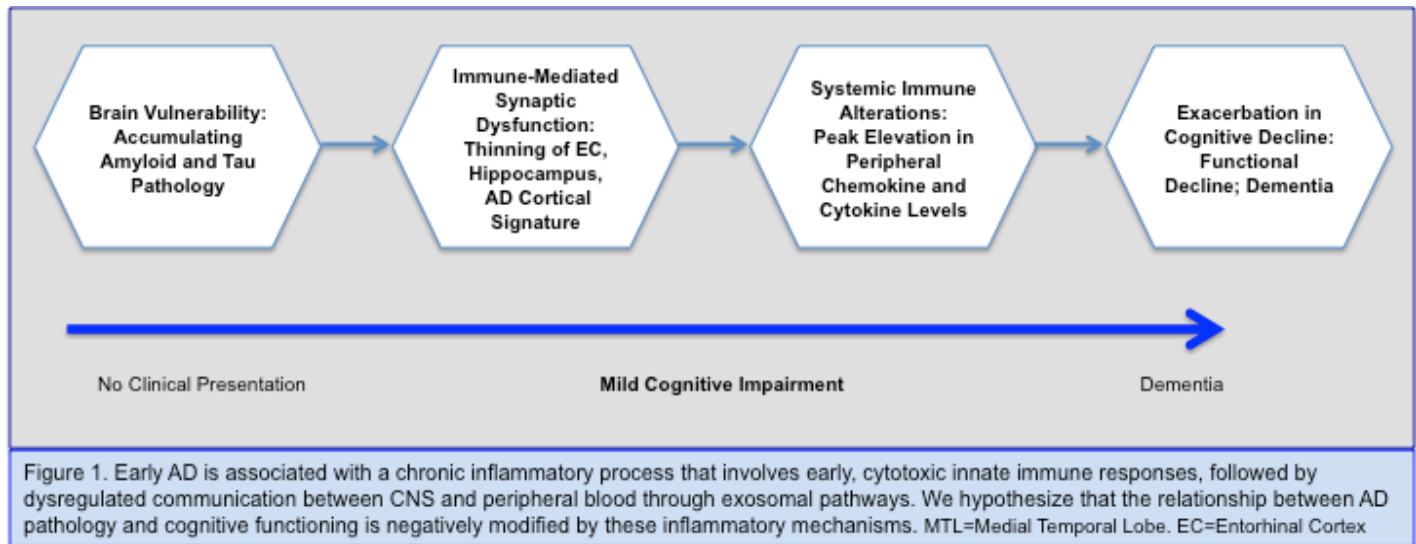 Brain Vulnerability:
Accumulating
Amyloid and Tau
Pathology
Immune-Mediated
Synaptic
Dysfunction:
Thinning of EC,
Hippocampus,
AD Cortical
Signature
Systemic Immune
Alterations:
Peak Elevation in
Peripheral
Chemokine and
Cytokine Levels
Exacerbation in
Cognitive Decline:
Functional
Decline; Dementia
No Clinical Presentation
Mild Cognitive Impairment
Dementia
Figure 1. Early AD is associated with a chronic inflammatory process that involves early, cytotoxic innate immune responses, followed by
dysregulated communication between CNS and peripheral blood through exosomal pathways. We hypothesize that the relationship between AD
pathology and cognitive functioning is negatively modified by these inflammatory mechanisms. MTL=Medial Temporal Lobe. EC=Entorhinal Cortex